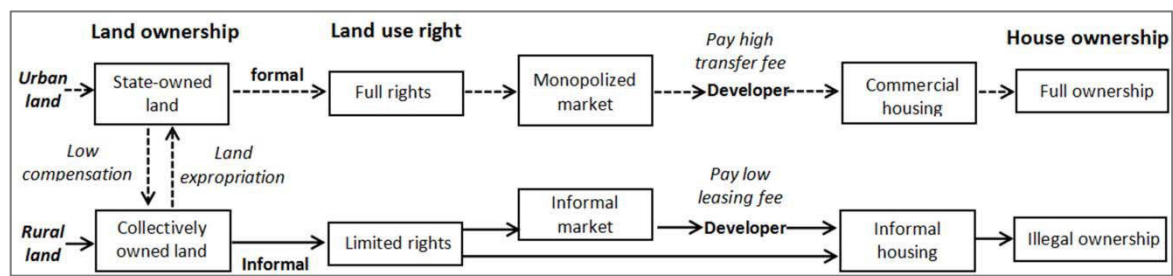 Land ownership
Land use right
House ownership
Urban
land
State-owned
land
formal
Full rights
Monopolized
market
Pay high
transfer fee
Developer
Commercial
housing
Full ownership
Low
compensation
Land
expropriation
Rural
land
Collectively
owned land
Informal
Limited rights
Informal
market
Pay low
leasing fee
Developer
Informal
housing
Illegal ownership